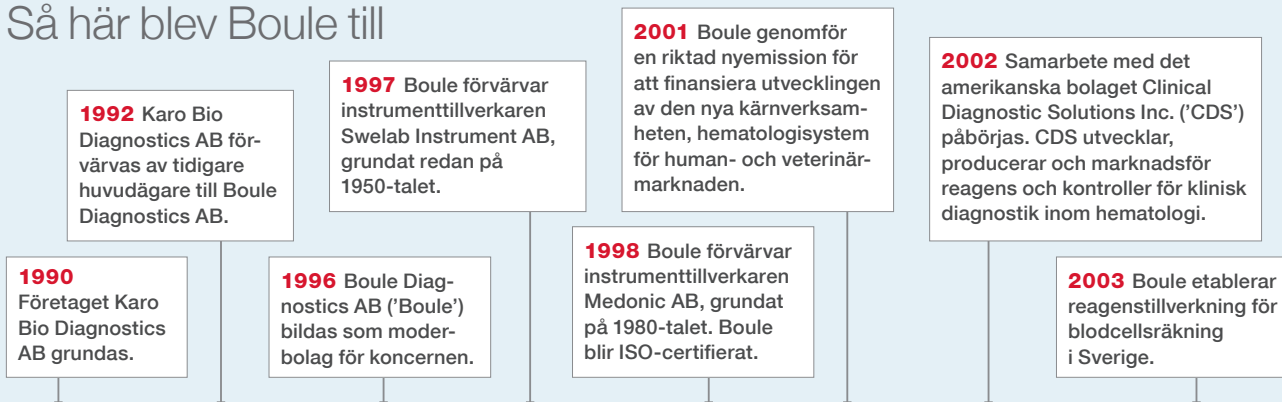 Så här blev Boule till
1990
Företaget Karo
Bio Diagnostics
AB grundas.
1992 Karo Bio
Diagnostics AB för-
värvas av tidigare
huvudägare till Boule
Diagnostics AB.
1996 Boule Diag-
nostics AB ('Boule')
bildas som moder-
bolag för koncernen.
1997 Boule förvärvar
instrumenttillverkaren
Swelab Instrument AB,
grundat redan på
1950-talet.
1998 Boule förvärvar
instrumenttillverkaren
Medonic AB, grundat
på 1980-talet. Boule
blir ISO-certifierat.
2001 Boule genomför
en riktad nyemission för
att finansiera utvecklingen
av den nya kärnverksam-
heten, hematologisystem
för human- och veterinär-
marknaden.
2002 Samarbete med det
amerikanska bolaget Clinical
Diagnostic Solutions Inc. ('CDS')
påbörjas. CDS utvecklar,
producerar och marknadsför
reagens och kontroller för klinisk
diagnostik inom hematologi.
2003 Boule etablerar
reagenstillverkning för
blodcellsräkning
i Sverige.